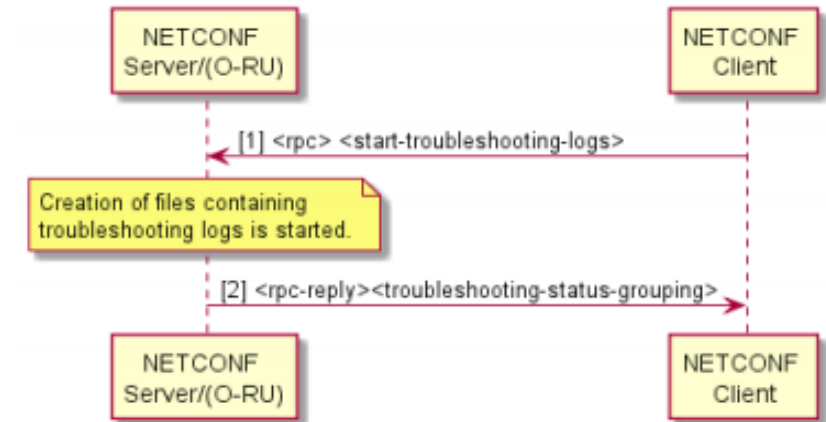 NETCONF
Server/(O-RU)
NETCONF
Client
[1] <rpc> <start-troubleshooting-logs>
Creation of files containing
troubleshooting logs is started.
[2] <rpc-reply><troubleshooting-status-grouping>
NETCONF
Server/(O-RU)
NETCONF
Client